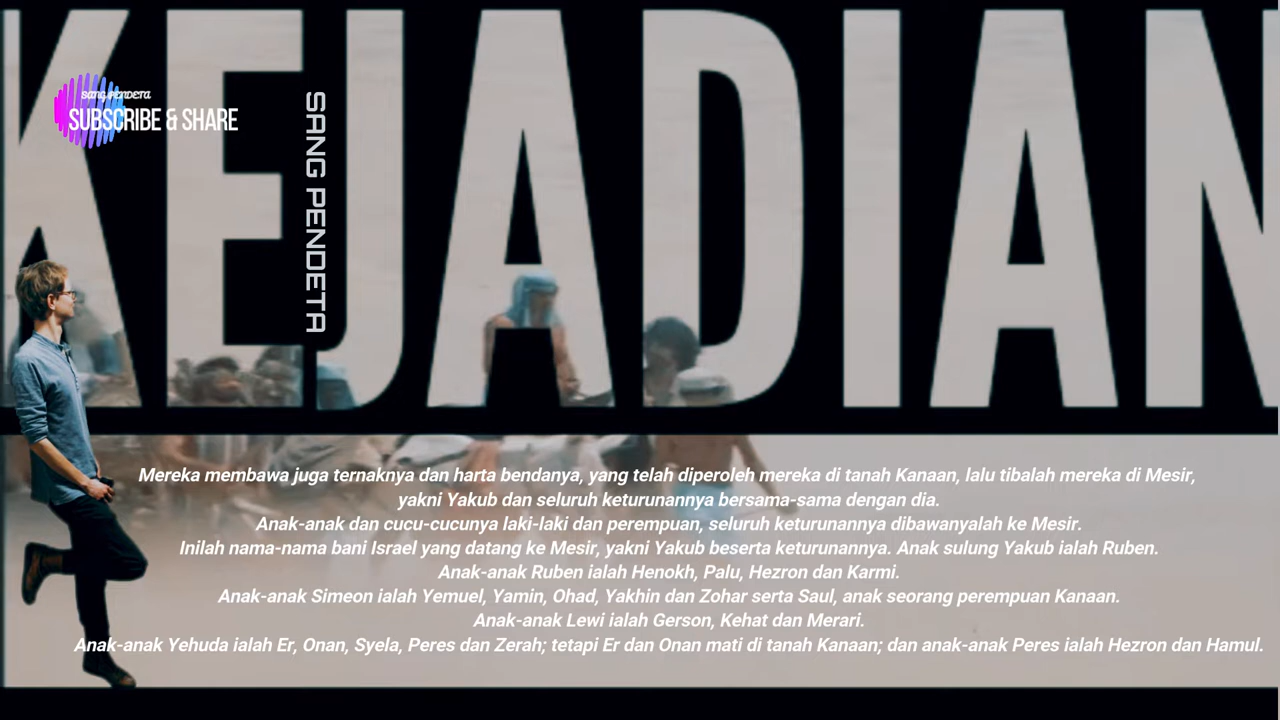 KEJADIAN
sang pendeta
SUBSCRIBE & SHARE
SANG PENDETA
Mereka membawa juga ternaknya dan harta bendanya, yang telah diperoleh mereka di tanah Kanaan, lalu tibalah mereka di Mesir,
yakni Yakub dan seluruh keturunannya bersama-sama dengan dia.
Anak-anak dan cucu-cucunya laki-laki dan perempuan, seluruh keturunannya dibawanyalah ke Mesir.
Inilah nama-nama bani Israel yang datang ke Mesir, yakni Yakub beserta keturunannya. Anak sulung Yakub ialah Ruben.
Anak-anak Ruben ialah Henokh, Palu, Hezron dan Karmi.
Anak-anak Simeon ialah Yemuel, Yamin, Ohad, Yakhin dan Zohar serta Saul, anak seorang perempuan Kanaan.
Anak-anak Lewi ialah Gerson, Kehat dan Merari.
Anak-anak Yehuda ialah Er, Onan, Syela, Peres dan Zerah; tetapi Er dan Onan mati di tanah Kanaan; dan anak-anak Peres ialah Hezron dan Hamul.